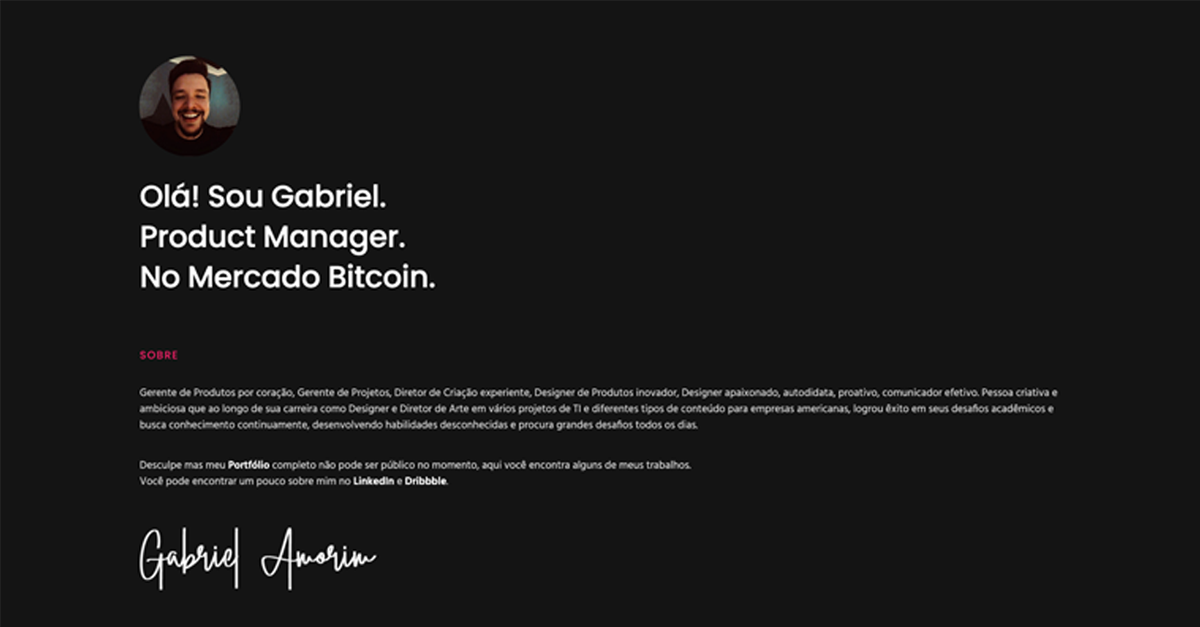 Olá! Sou Gabriel.
Product Manager.
No Mercado Bitcoin.
SOBRE
Gerente de Produtos por coração, Gerente de Projetos, Diretor de Criação experiente, Designer de Produtos inovador, Designer apaixonado, autodidata, proativo, comunicador efetivo. Pessoa criativa e
ambiciosa que ao longo de sua carreira como Designer e Diretor de Arte em vários projetos de TI e diferentes tipos de conteúdo para empresas americanas, logrou êxito em seus desafios acadêmicos e
busca conhecimento continuamente, desenvolvendo habilidades desconhecidas e procura grandes desafios todos os dias.
Desculpe mas meu Portfólio completo não pode ser público no momento, aqui você encontra alguns de meus trabalhos.
Você pode encontrar um pouco sobre mim no LinkedIn e Dribbble.
Gabriel Amorim